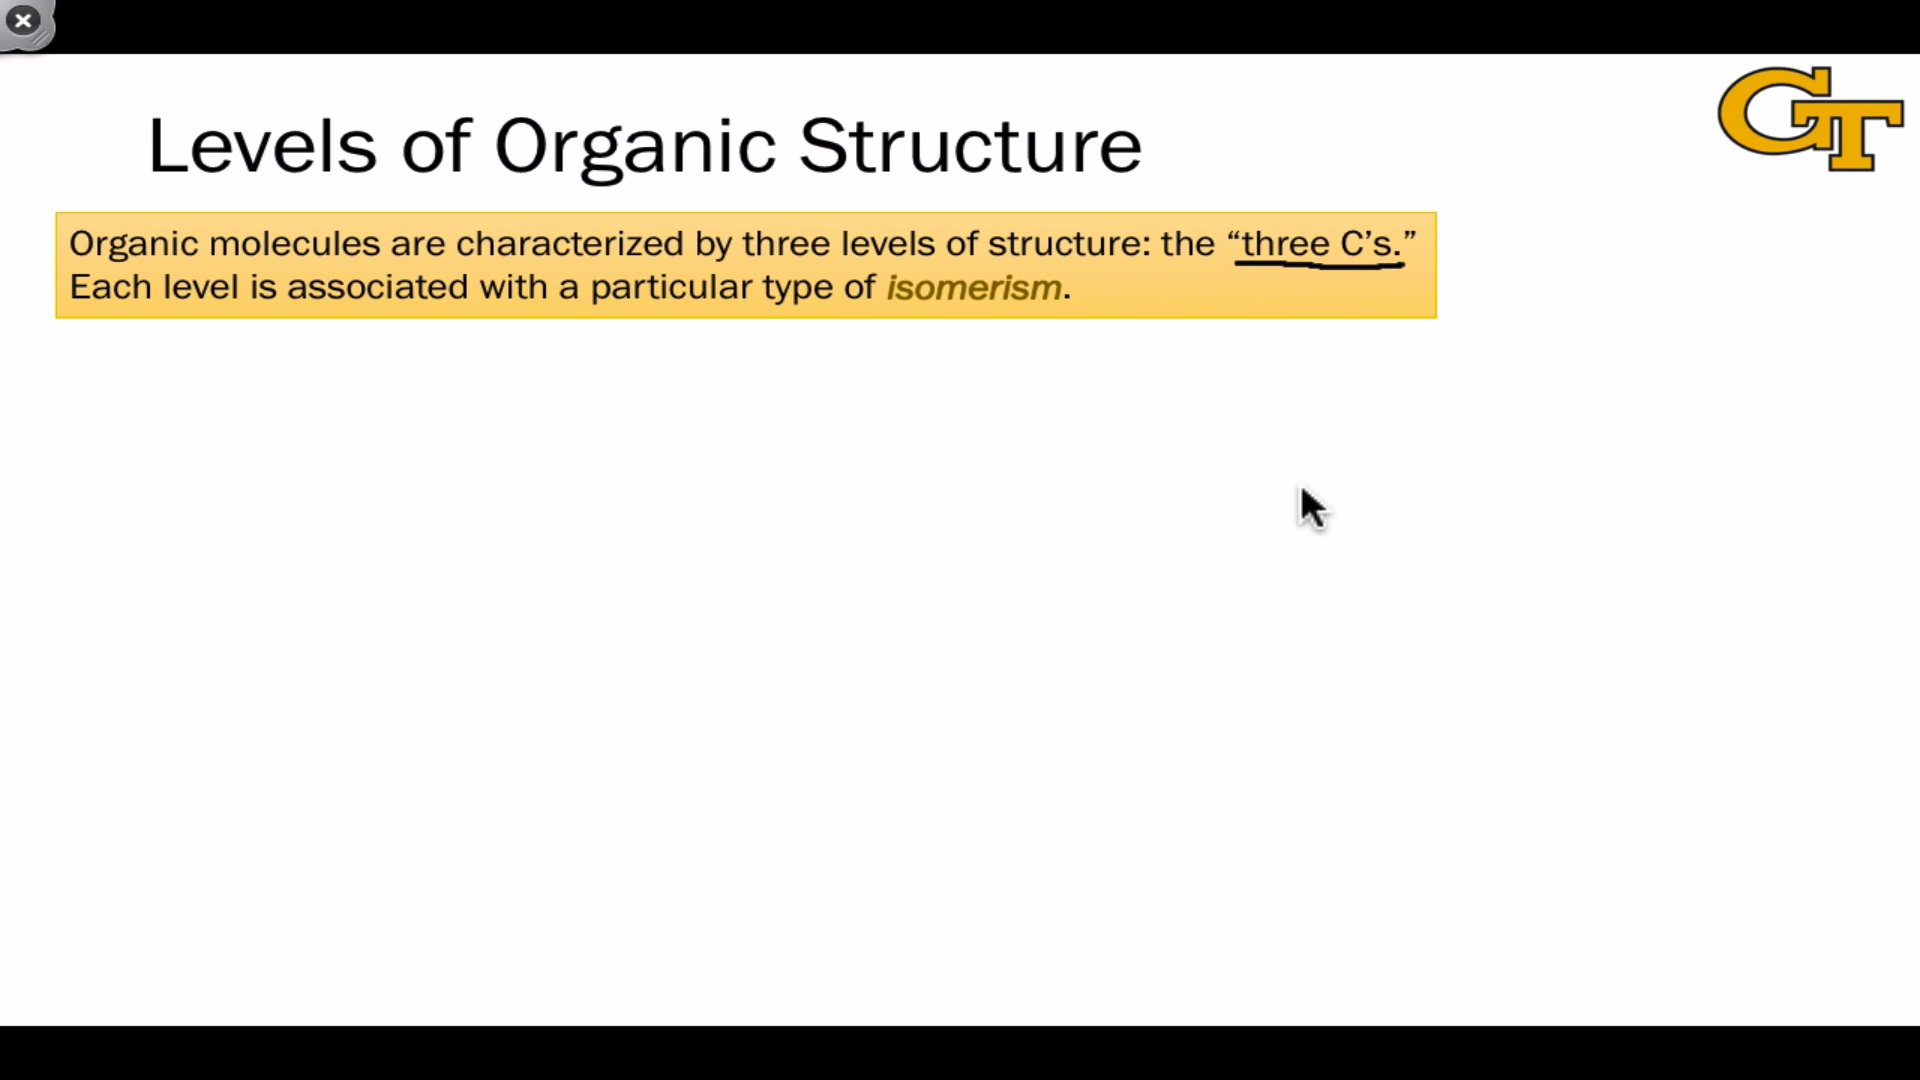 Levels of Organic Structure
GT
Organic molecules are characterized by three levels of structure: the “three C’s.”
Each level is associated with a particular type of isomerism.